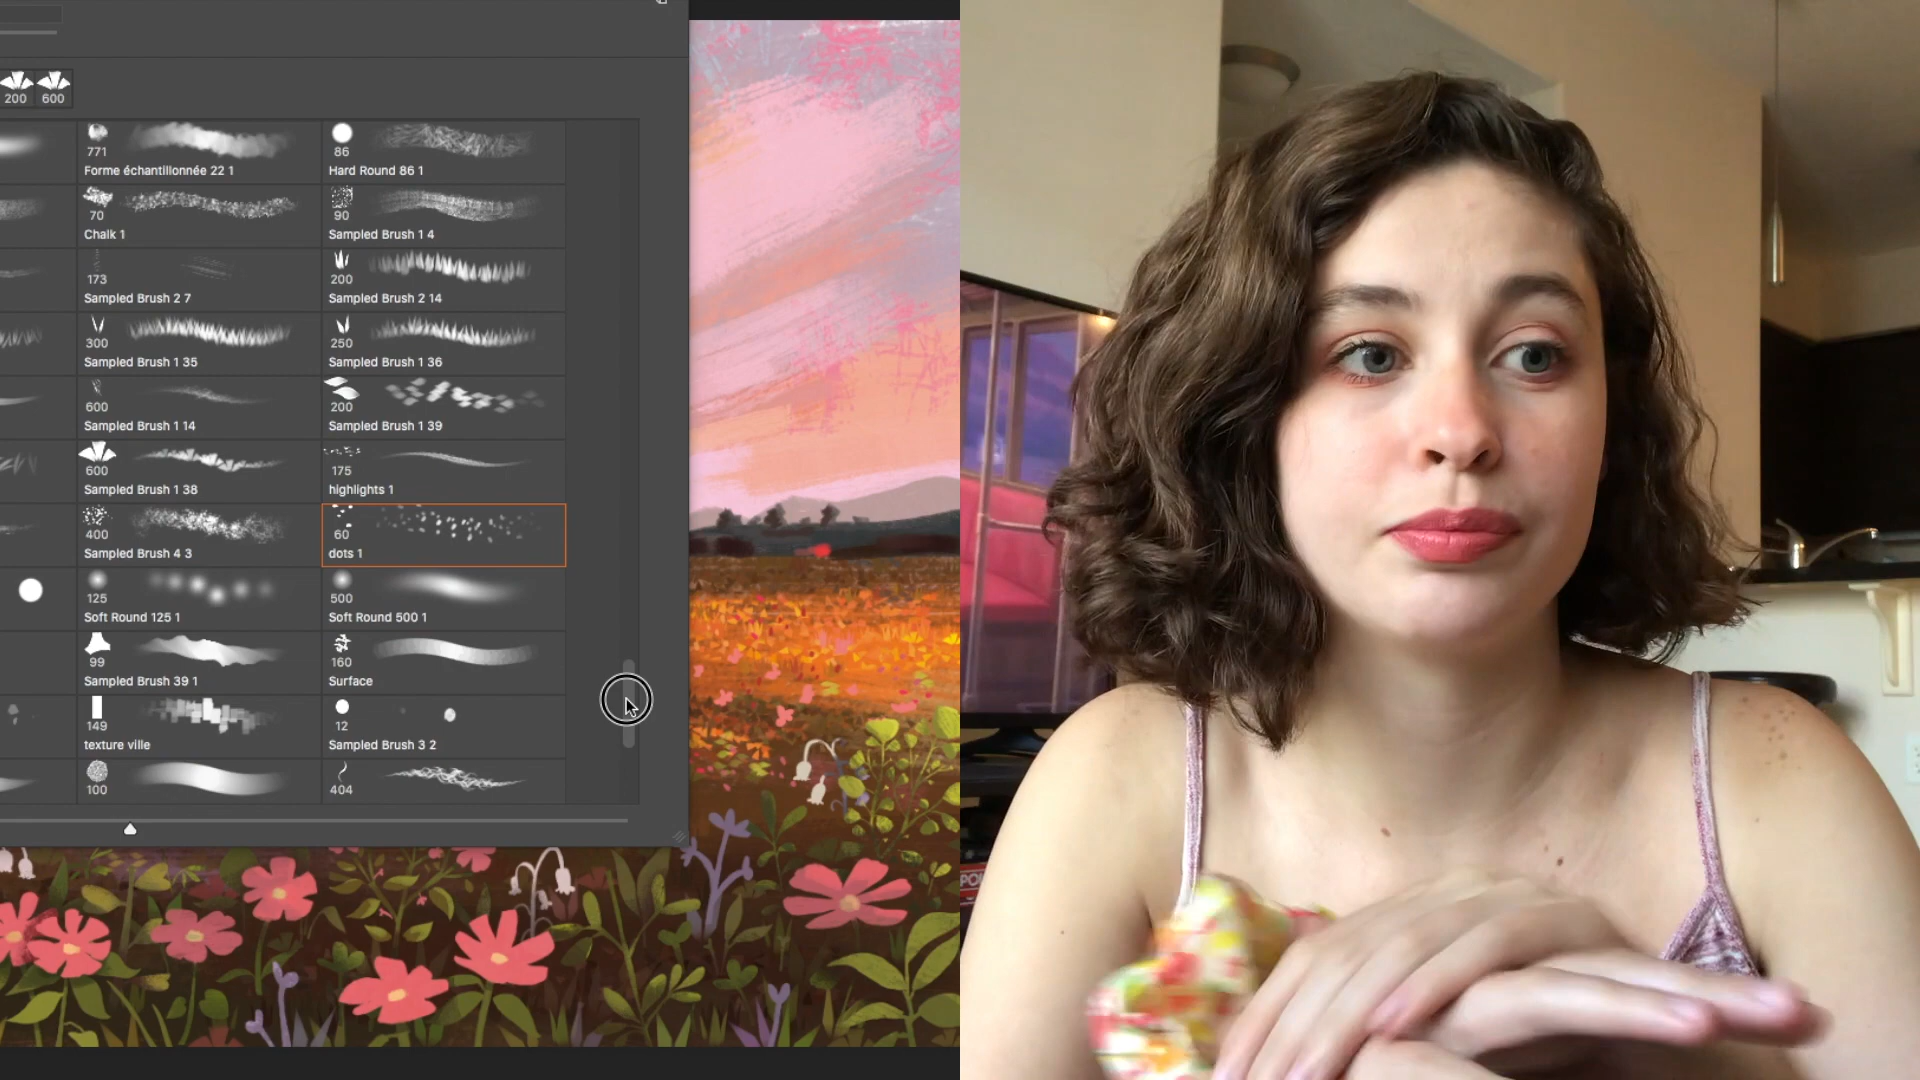 200 600
771 86
Forme échantillonnée 22 1 Hard Round 86 1
70 90
Chalk 1 Sampled Brush 1 4
173 200
Sampled Brush 2 7 Sampled Brush 2 14
300 250
Sampled Brush 1 35 Sampled Brush 1 36
600 200
Sampled Brush 1 14 Sampled Brush 1 39
600 175
Sampled Brush 1 38 highlights 1
400 60
Sampled Brush 4 3 dots 1
125 500
Soft Round 125 1 Soft Round 500 1
99 160
Sampled Brush 39 1 Surface
149 12
texture ville Sampled Brush 3 2
100 404